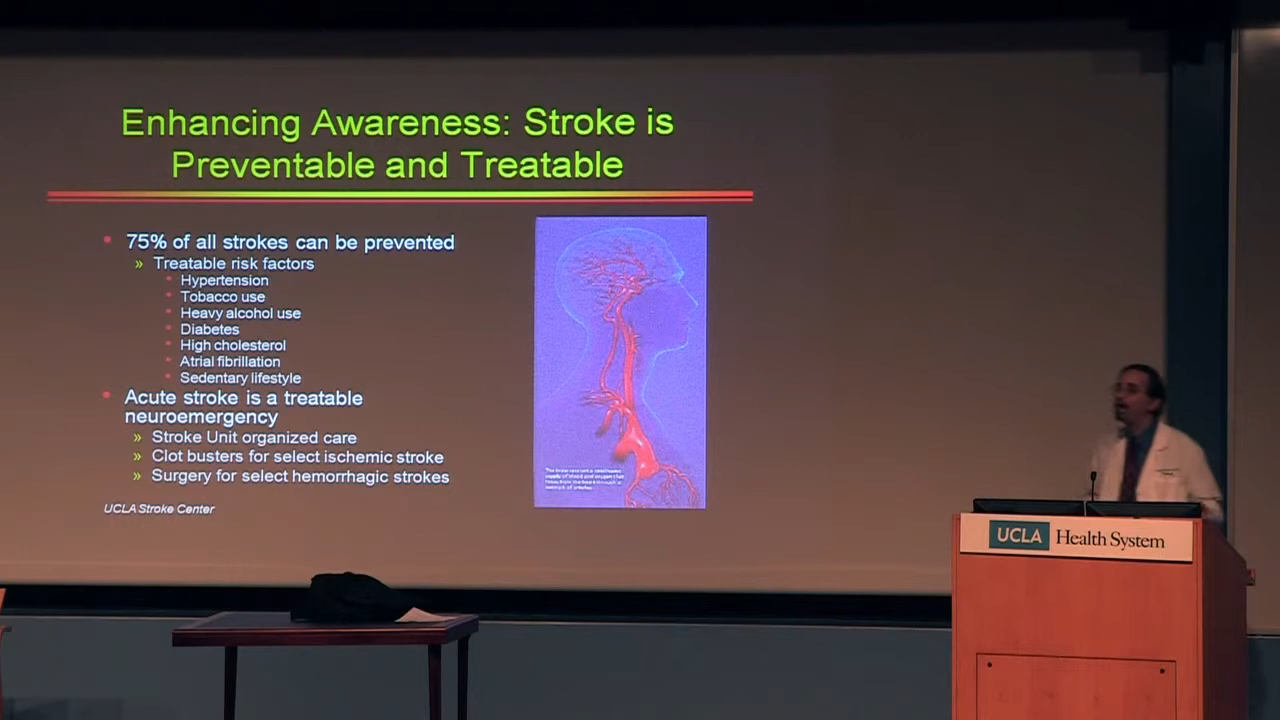 Enhancing Awareness: Stroke is
Preventable and Treatable
• 75% of all strokes can be prevented
» Treatable risk factors
• Hypertension
• Tobacco use
• Heavy alcohol use
• Diabetes
• High cholesterol
• Atrial fibrillation
• Sedentary lifestyle
• Acute stroke is a treatable
neuroemergency
» Stroke Unit organized care
» Clot busters for select ischemic stroke
» Surgery for select hemorrhagic strokes
UCLA Stroke Center
UCLA Health System